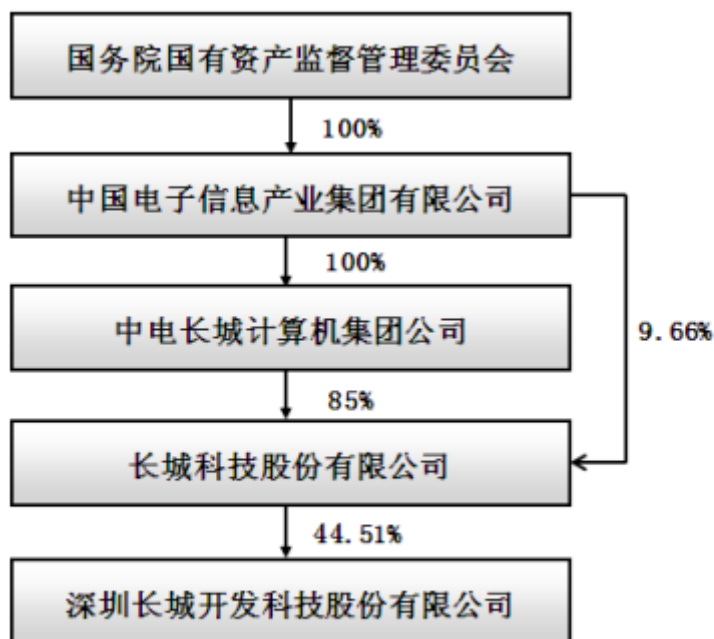 国务院国有资产监督管理委员会
100%
中国电子信息产业集团有限公司
100%
中电长城计算机集团公司
9.66%
85%
长城科技股份有限公司
44.51%
深圳长城开发科技股份有限公司